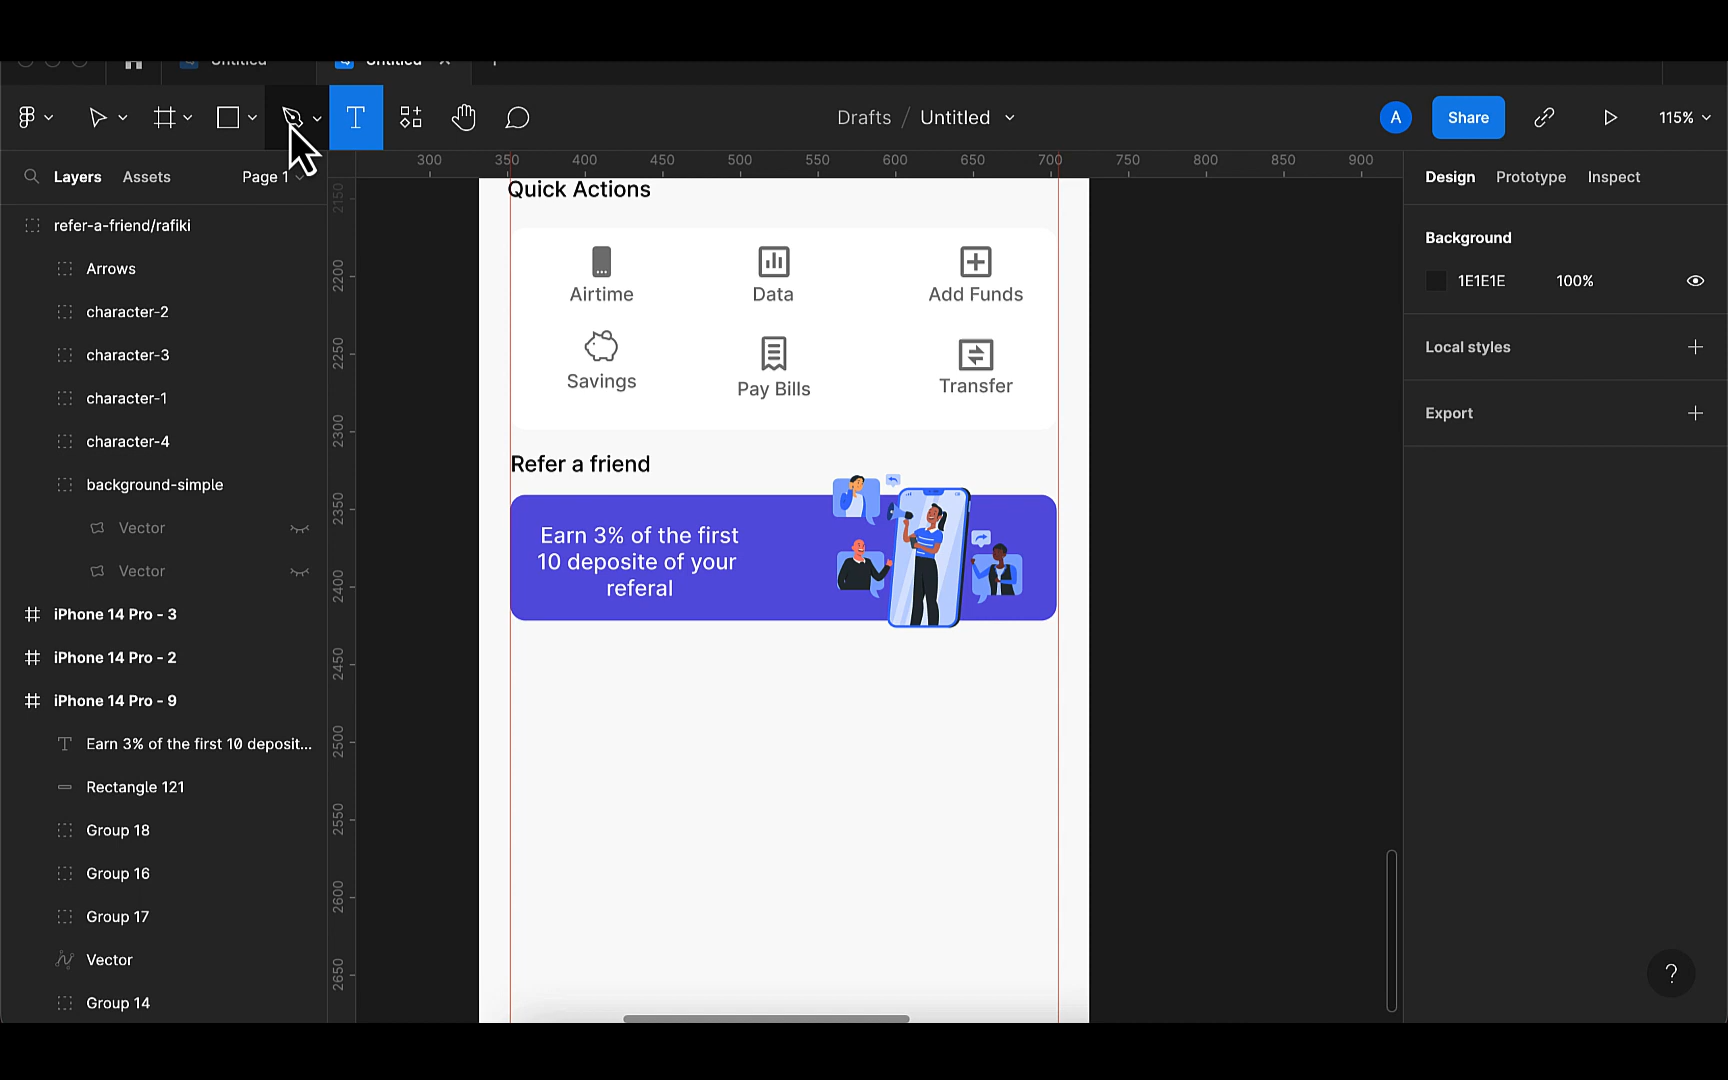 Untitled
Untitled
Drafts / Untitled
A
Share
115%
Layers
Assets
Page 1
refer-a-friend/rafiki
Arrows
character-2
character-3
character-1
character-4
background-simple
Vector
Vector
iPhone 14 Pro - 3
iPhone 14 Pro - 2
iPhone 14 Pro - 9
Earn 3% of the first 10 deposit...
Rectangle 121
Group 18
Group 16
Group 17
Vector
Group 14
300 350 400 450 500 550 600 650 700 750 800 850 900
2150
2200
2250
2300
2350
2400
2450
2500
2550
2600
2650
Quick Actions
Airtime
Data
Add Funds
Savings
Pay Bills
Transfer
Refer a friend
Earn 3% of the first
10 deposite of your
referal
Design
Prototype
Inspect
Background
1E1E1E
100%
Local styles
Export
?